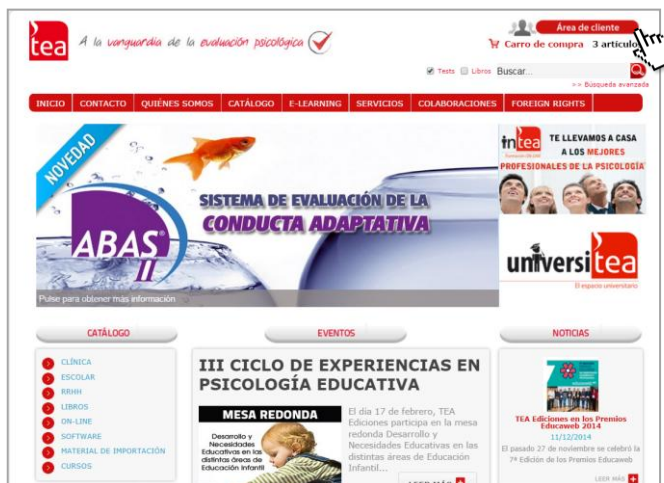 tea
A la vanguardia de la evaluación psicológica
Área de cliente
Carro de compra 3 artículo
Tests Libros Buscar...
>> Búsqueda avanzada
INICIO CONTACTO QUIÉNES SOMOS CATÁLOGO E-LEARNING SERVICIOS COLABORACIONES FOREIGN RIGHTS
NOVEDAD
SISTEMA DE EVALUACIÓN DE LA
CONDUCTA ADAPTATIVA
ABAS®
II
Pulse para obtener más información
intea
TE LLEVAMOS A CASA
A LOS MEJORES
PROFESIONALES DE LA PSICOLOGÍA
universitea
El espacio universitario
CATÁLOGO
CLÍNICA
ESCOLAR
RRHH
LIBROS
ON-LINE
SOFTWARE
MATERIAL DE IMPORTACIÓN
CURSOS
EVENTOS
III CICLO DE EXPERIENCIAS EN
PSICOLOGÍA EDUCATIVA
MESA REDONDA
Desarrollo y
Necesidades
Educativas en las
distintas áreas de
Educación Infantil
El día 17 de febrero, TEA
Ediciones participa en la mesa
redonda Desarrollo y
Necesidades Educativas en las
distintas áreas de Educación
Infantil...
LEER MÁS
NOTICIAS
TEA Ediciones en los Premios
Educaweb 2014
11/12/2014
El pasado 27 de noviembre se celebró la
7ª Edición de los Premios Educaweb
LEER MÁS